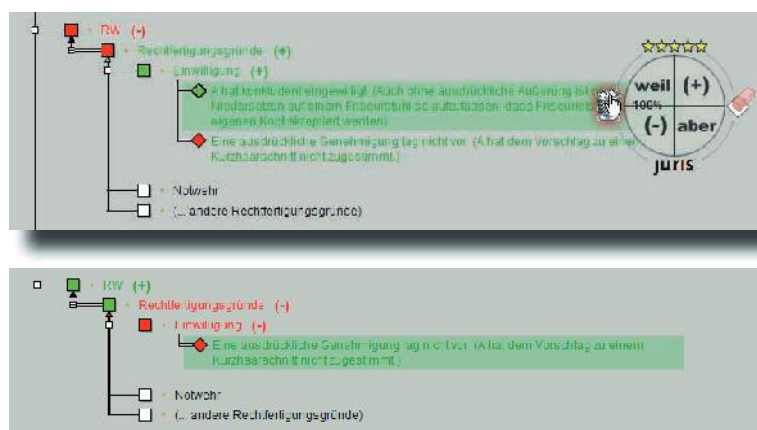 RW (-)
Rechtfertigungsgründe (+)
Einwilligung (+)
A hat konkludent eingewilligt. (Auch ohne ausdrückliche Äußerung ist
Niedersetzen auf einem Friseurstuhl so aufzufassen, dass Friseur
eigenen Kopf akzeptiert werden)
Eine ausdrückliche Genehmigung lag nicht vor. (A hat dem Vorschlag zu einem
Kurzhaarschnitt nicht zugestimmt.)
Notwehr
(... andere Rechtfertigungsgründe)
weil (+)
100%
(-) aber
juris
RW (+)
Rechtfertigungsgründe (-)
Einwilligung (-)
Eine ausdrückliche Genehmigung lag nicht vor. (A hat dem Vorschlag zu einem
Kurzhaarschnitt nicht zugestimmt.)
Notwehr
(... andere Rechtfertigungsgründe)